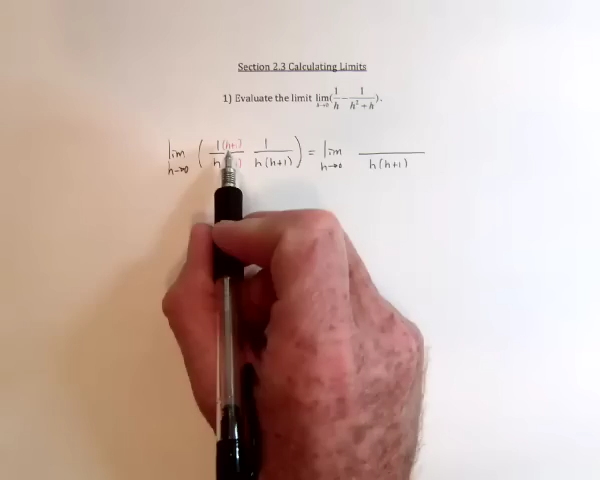 Section 2.3 Calculating Limits
1) Evaluate the limit lim h→0 (1/h − 1/(h² + h)).
lim h→0 ( 1(h+1)/h( 1) 1/h(h+1) ) = lim h→0 /h(h+1)